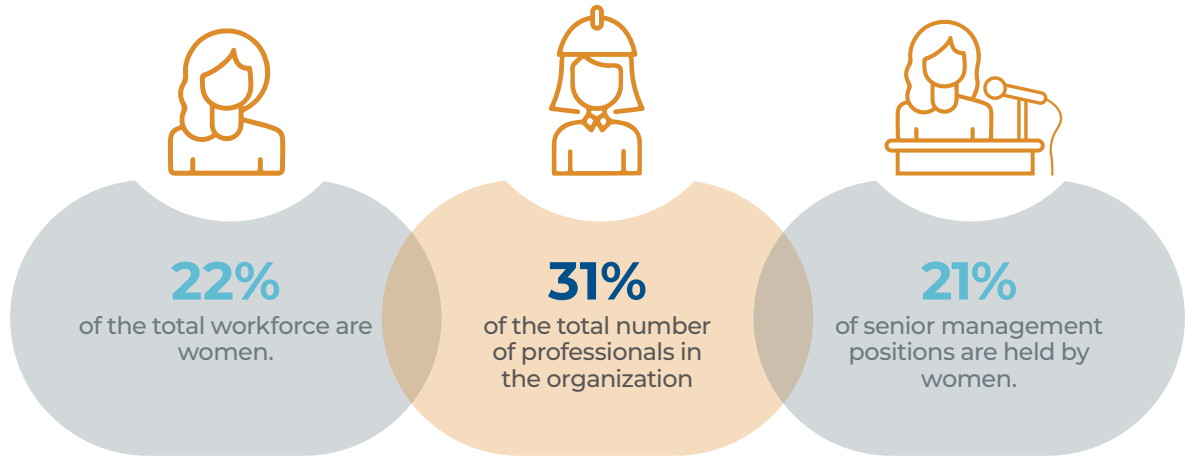 22%
of the total workforce are
women.
31%
of the total number
of professionals in
the organization
21%
of senior management
positions are held by
women.